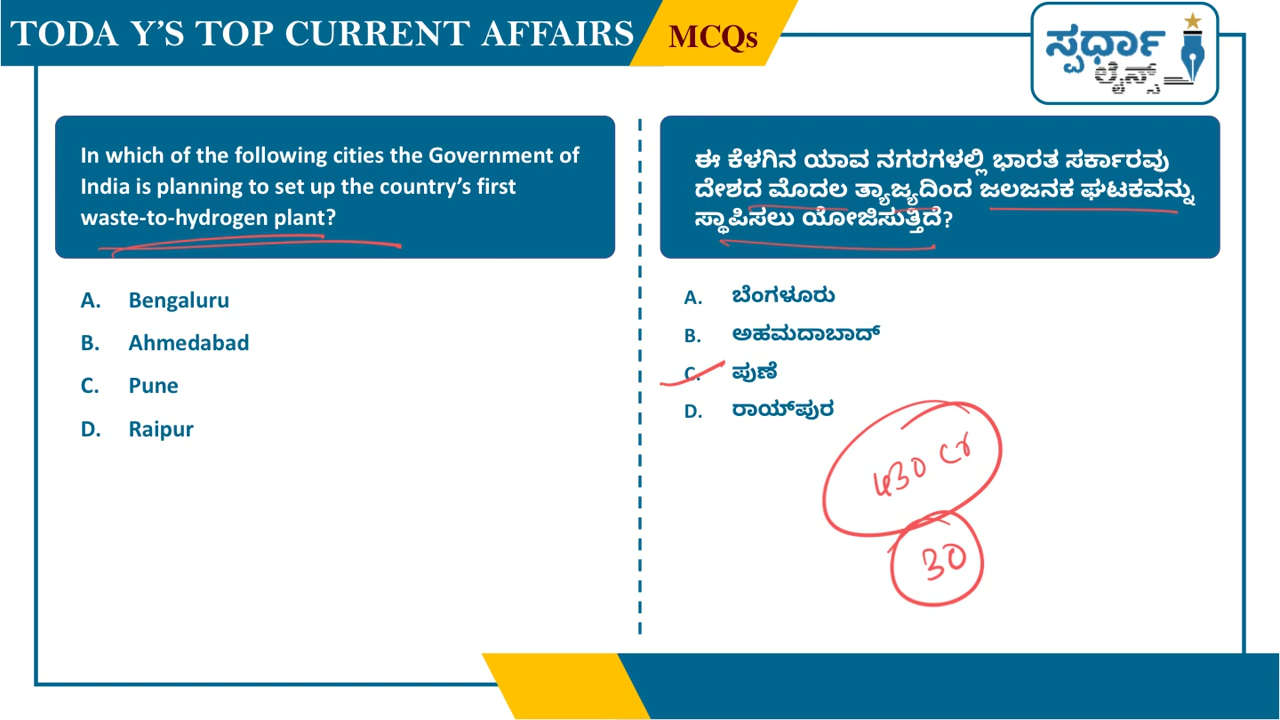 TODA Y'S TOP CURRENT AFFAIRS
MCQs
ಸ್ಪರ್ಧಾ
ಲೈನ್ಸ್
In which of the following cities the Government of
India is planning to set up the country's first
waste-to-hydrogen plant?
A. Bengaluru
B. Ahmedabad
C. Pune
D. Raipur
ಈ ಕೆಳಗಿನ ಯಾವ ನಗರಗಳಲ್ಲಿ ಭಾರತ ಸರ್ಕಾರವು
ದೇಶದ ಮೊದಲ ತ್ಯಾಜ್ಯದಿಂದ ಜಲಜನಕ ಘಟಕವನ್ನು
ಸ್ಥಾಪಿಸಲು ಯೋಜಿಸುತ್ತಿದೆ?
A. ಬೆಂಗಳೂರು
B. ಅಹಮದಾಬಾದ್
C. ಪುಣೆ
D. ರಾಯ್‌ಪುರ
430 Cr
30